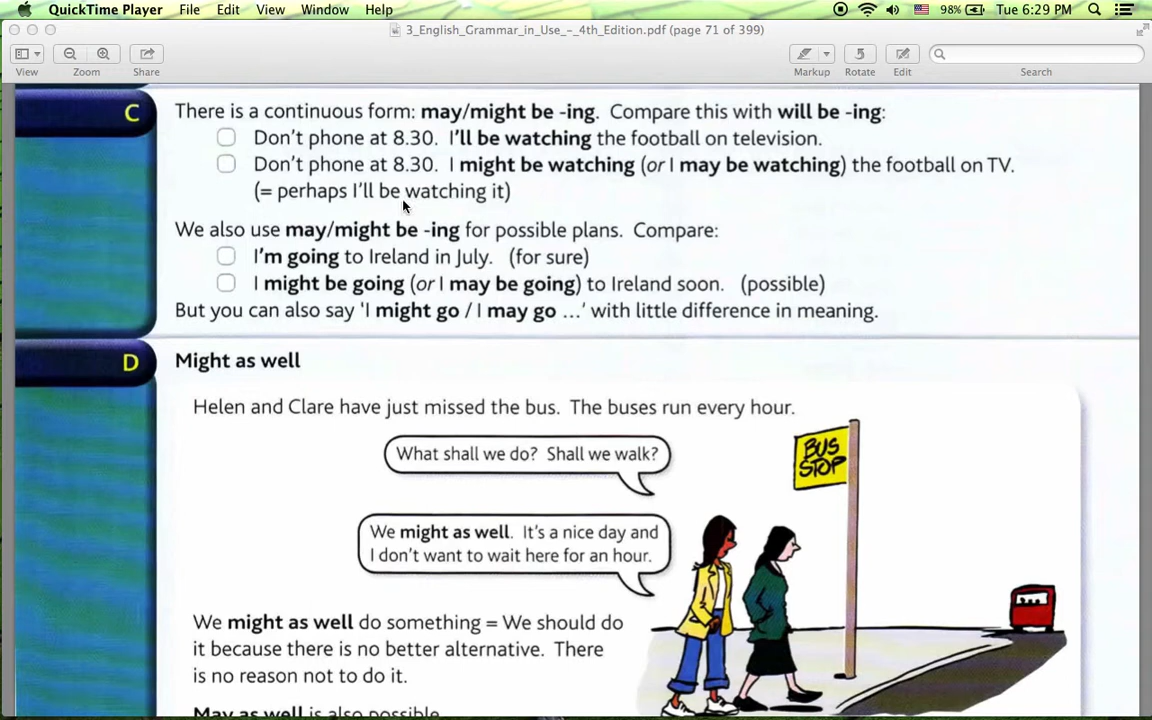 QuickTime Player File Edit View Window Help 98% Tue 6:29 PM
3_English_Grammar_in_Use_-_4th_Edition.pdf (page 71 of 399)
View Zoom Share Markup Rotate Edit Search
C
There is a continuous form: may/might be -ing. Compare this with will be -ing:
Don't phone at 8.30. I'll be watching the football on television.
Don't phone at 8.30. I might be watching (or I may be watching) the football on TV.
(= perhaps I'll be watching it)
We also use may/might be -ing for possible plans. Compare:
I'm going to Ireland in July. (for sure)
I might be going (or I may be going) to Ireland soon. (possible)
But you can also say 'I might go / I may go ...' with little difference in meaning.
D
Might as well
Helen and Clare have just missed the bus. The buses run every hour.
What shall we do? Shall we walk?
BUS
STOP
We might as well. It's a nice day and
I don't want to wait here for an hour.
We might as well do something = We should do
it because there is no better alternative. There
is no reason not to do it.
May as well is also possible.